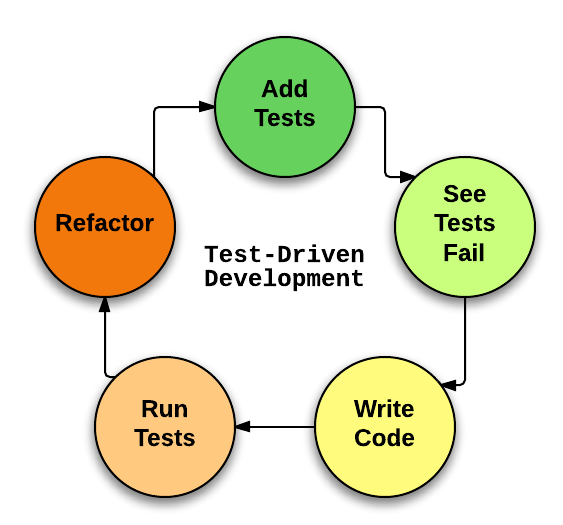 Add
Tests
See
Tests
Fail
Refactor
Test-Driven
Development
Run
Tests
Write
Code